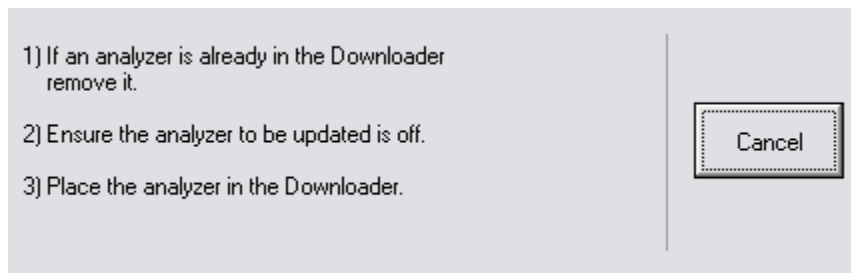 1) If an analyzer is already in the Downloader
remove it.
2) Ensure the analyzer to be updated is off.
3) Place the analyzer in the Downloader.
Cancel